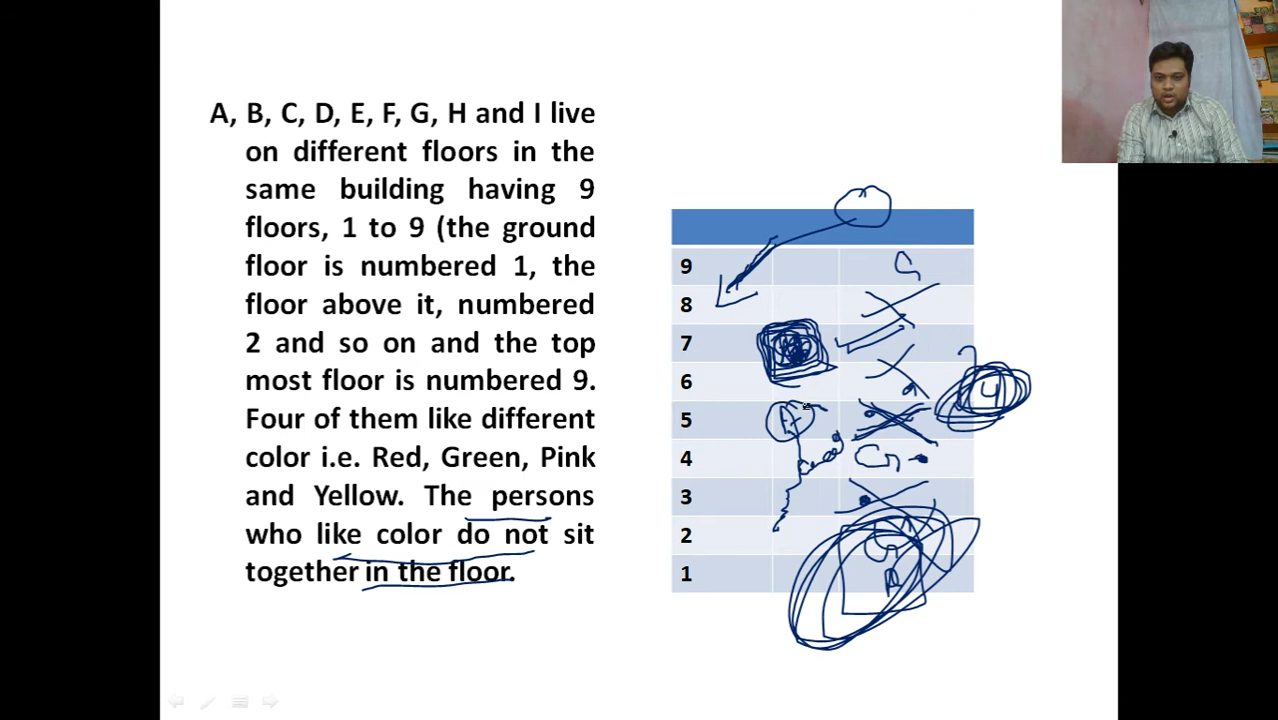 A, B, C, D, E, F, G, H and I live
on different floors in the
same building having 9
floors, 1 to 9 (the ground
floor is numbered 1, the
floor above it, numbered
2 and so on and the top
most floor is numbered 9.
Four of them like different
color i.e. Red, Green, Pink
and Yellow. The persons
who like color do not sit
together in the floor.
9 G
8
7
6 4
5
4
3
2
1 R